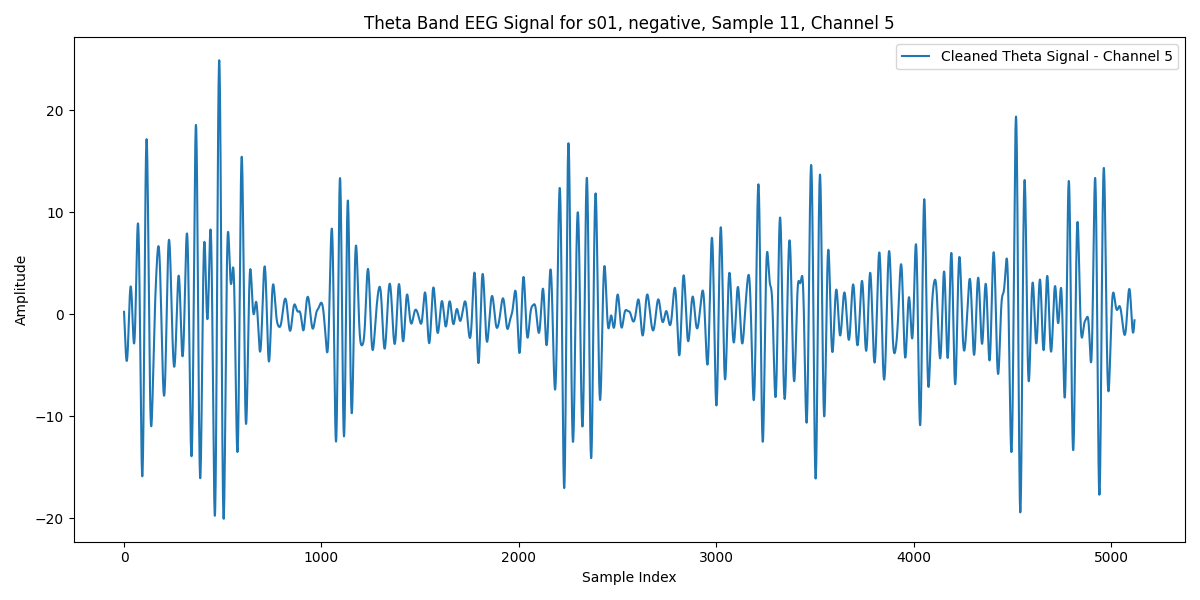 Theta Band EEG Signal for s01, negative, Sample 11, Channel 5
Cleaned Theta Signal - Channel 5
Amplitude
20
10
0
−10
−20
0 1000 2000 3000 4000 5000
Sample Index